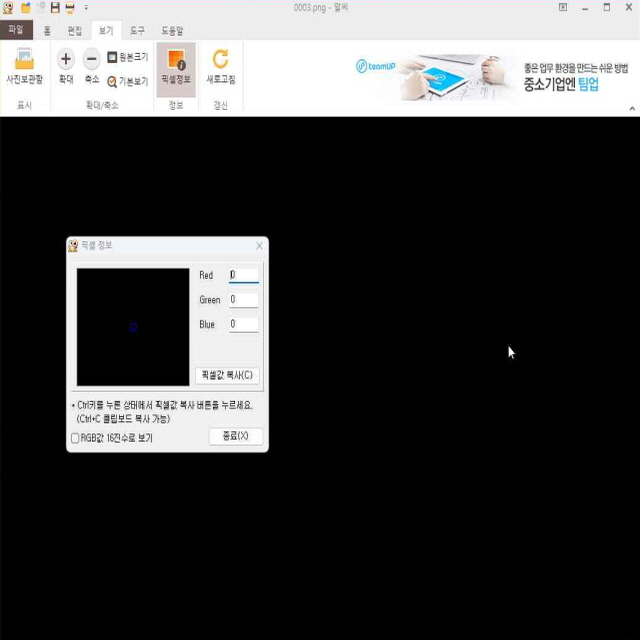 0003.png - 알씨
파일 홈 편집 보기 도구 도움말
사진보관함 확대 축소 원본크기 기본보기 픽셀정보 새로고침
표시 확대/축소 정보 갱신
teamUP
좋은 업무 환경을 만드는 쉬운 방법
중소기업엔 팀업
픽셀 정보
Red 0
Green 0
Blue 0
픽셀값 복사(C)
* Ctrl키를 누른 상태에서 픽셀값 복사 버튼을 누르세요.
(Ctrl+C 클립보드 복사 가능)
RGB값 16진수로 보기
종료(X)